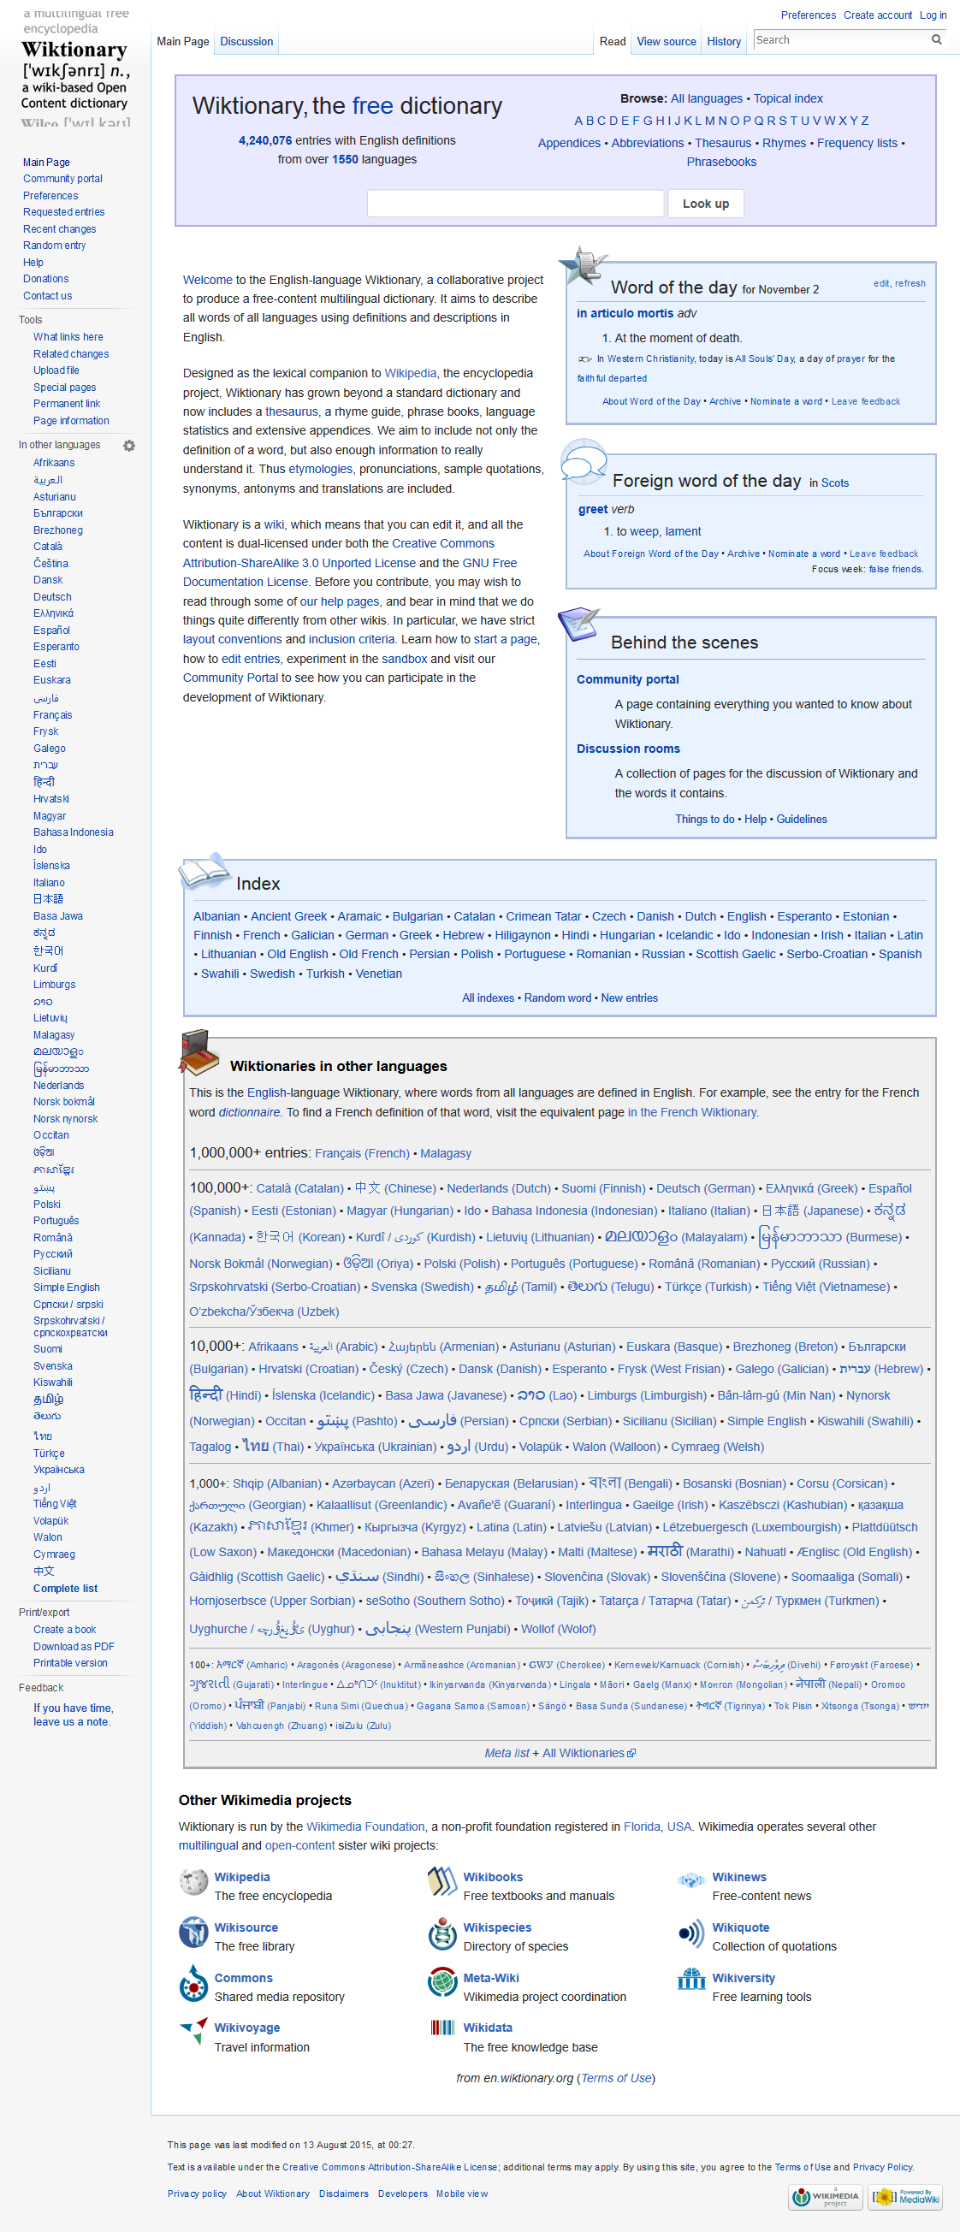 a multilingual free
encyclopedia
Wiktionary
['wɪkʃənrɪ] n.,
a wiki-based Open
Content dictionary
Wilco ['wɪl kəʊ]
Preferences Create account Log in
Main Page Discussion Read View source History Search
Main Page
Community portal
Preferences
Requested entries
Recent changes
Random entry
Help
Donations
Contact us
Tools
What links here
Related changes
Upload file
Special pages
Permanent link
Page information
In other languages
Afrikaans
العربية
Asturianu
Български
Brezhoneg
Català
Čeština
Dansk
Deutsch
Ελληνικά
Español
Esperanto
Eesti
Euskara
فارسی
Français
Frysk
Galego
עברית
हिन्दी
Hrvatski
Magyar
Bahasa Indonesia
Ido
Íslenska
Italiano
日本語
Basa Jawa
ಕನ್ನಡ
한국어
Kurdî
Limburgs
ລາວ
Lietuvių
Malagasy
മലയാളം
မြန်မာဘာသာ
Nederlands
Norsk bokmål
Norsk nynorsk
Occitan
ଓଡ଼ିଆ
ភាសាខ្មែរ
پښتو
Polski
Português
Română
Русский
Sicilianu
Simple English
Српски / srpski
Srpskohrvatski /
српскохрватски
Suomi
Svenska
Kiswahili
தமிழ்
తెలుగు
ไทย
Türkçe
Українська
اردو
Tiếng Việt
Volapük
Walon
Cymraeg
中文
Complete list
Print/export
Create a book
Download as PDF
Printable version
Feedback
If you have time,
leave us a note.
Wiktionary, the free dictionary
4,240,076 entries with English definitions
from over 1550 languages
Browse: All languages • Topical index
A B C D E F G H I J K L M N O P Q R S T U V W X Y Z
Appendices • Abbreviations • Thesaurus • Rhymes • Frequency lists •
Phrasebooks
Look up
Welcome to the English-language Wiktionary, a collaborative project
to produce a free-content multilingual dictionary. It aims to describe
all words of all languages using definitions and descriptions in
English.
Designed as the lexical companion to Wikipedia, the encyclopedia
project, Wiktionary has grown beyond a standard dictionary and
now includes a thesaurus, a rhyme guide, phrase books, language
statistics and extensive appendices. We aim to include not only the
definition of a word, but also enough information to really
understand it. Thus etymologies, pronunciations, sample quotations,
synonyms, antonyms and translations are included.
Wiktionary is a wiki, which means that you can edit it, and all the
content is dual-licensed under both the Creative Commons
Attribution-ShareAlike 3.0 Unported License and the GNU Free
Documentation License. Before you contribute, you may wish to
read through some of our help pages, and bear in mind that we do
things quite differently from other wikis. In particular, we have strict
layout conventions and inclusion criteria. Learn how to start a page,
how to edit entries, experiment in the sandbox and visit our
Community Portal to see how you can participate in the
development of Wiktionary.
Word of the day for November 2 edit, refresh
in articulo mortis adv
1. At the moment of death.
In Western Christianity, today is All Souls' Day, a day of prayer for the
faithful departed
About Word of the Day • Archive • Nominate a word • Leave feedback
Foreign word of the day in Scots
greet verb
1. to weep, lament
About Foreign Word of the Day • Archive • Nominate a word • Leave feedback
Focus week: false friends.
Behind the scenes
Community portal
A page containing everything you wanted to know about
Wiktionary.
Discussion rooms
A collection of pages for the discussion of Wiktionary and
the words it contains.
Things to do • Help • Guidelines
Index
Albanian • Ancient Greek • Aramaic • Bulgarian • Catalan • Crimean Tatar • Czech • Danish • Dutch • English • Esperanto • Estonian •
Finnish • French • Galician • German • Greek • Hebrew • Hiligaynon • Hindi • Hungarian • Icelandic • Ido • Indonesian • Irish • Italian • Latin
• Lithuanian • Old English • Old French • Persian • Polish • Portuguese • Romanian • Russian • Scottish Gaelic • Serbo-Croatian • Spanish
• Swahili • Swedish • Turkish • Venetian
All indexes • Random word • New entries
Wiktionaries in other languages
This is the English-language Wiktionary, where words from all languages are defined in English. For example, see the entry for the French
word dictionnaire. To find a French definition of that word, visit the equivalent page in the French Wiktionary.
1,000,000+ entries: Français (French) • Malagasy
100,000+: Català (Catalan) • 中文 (Chinese) • Nederlands (Dutch) • Suomi (Finnish) • Deutsch (German) • Ελληνικά (Greek) • Español
(Spanish) • Eesti (Estonian) • Magyar (Hungarian) • Ido • Bahasa Indonesia (Indonesian) • Italiano (Italian) • 日本語 (Japanese) • ಕನ್ನಡ
(Kannada) • 한국어 (Korean) • Kurdî / كوردی (Kurdish) • Lietuvių (Lithuanian) • മലയാളം (Malayalam) • မြန်မာဘာသာ (Burmese) •
Norsk Bokmål (Norwegian) • ଓଡ଼ିଆ (Oriya) • Polski (Polish) • Português (Portuguese) • Română (Romanian) • Русский (Russian) •
Srpskohrvatski (Serbo-Croatian) • Svenska (Swedish) • தமிழ் (Tamil) • తెలుగు (Telugu) • Türkçe (Turkish) • Tiếng Việt (Vietnamese) •
O'zbekcha/Ўзбекча (Uzbek)
10,000+: Afrikaans • العربية (Arabic) • Հայերեն (Armenian) • Asturianu (Asturian) • Euskara (Basque) • Brezhoneg (Breton) • Български
(Bulgarian) • Hrvatski (Croatian) • Český (Czech) • Dansk (Danish) • Esperanto • Frysk (West Frisian) • Galego (Galician) • עברית (Hebrew) •
हिन्दी (Hindi) • Íslenska (Icelandic) • Basa Jawa (Javanese) • ລາວ (Lao) • Limburgs (Limburgish) • Bân-lâm-gú (Min Nan) • Nynorsk
(Norwegian) • Occitan • پښتو (Pashto) • فارسی (Persian) • Српски (Serbian) • Sicilianu (Sicilian) • Simple English • Kiswahili (Swahili) •
Tagalog • ไทย (Thai) • Українська (Ukrainian) • اردو (Urdu) • Volapük • Walon (Walloon) • Cymraeg (Welsh)
1,000+: Shqip (Albanian) • Azərbaycan (Azeri) • Беларуская (Belarusian) • বাংলা (Bengali) • Bosanski (Bosnian) • Corsu (Corsican) •
ქართული (Georgian) • Kalaallisut (Greenlandic) • Avañe'ẽ (Guaraní) • Interlingua • Gaeilge (Irish) • Kaszëbsczi (Kashubian) • қазақша
(Kazakh) • ភាសាខ្មែរ (Khmer) • Кыргызча (Kyrgyz) • Latina (Latin) • Latviešu (Latvian) • Lëtzebuergesch (Luxembourgish) • Plattdüütsch
(Low Saxon) • Македонски (Macedonian) • Bahasa Melayu (Malay) • Malti (Maltese) • मराठी (Marathi) • Nahuatl • Ænglisc (Old English) •
Gàidhlig (Scottish Gaelic) • سنڌي (Sindhi) • සිංහල (Sinhalese) • Slovenčina (Slovak) • Slovenščina (Slovene) • Soomaaliga (Somali) •
Hornjoserbsce (Upper Sorbian) • seSotho (Southern Sotho) • Тоҷикӣ (Tajik) • Tatarça / Татарча (Tatar) • تركمن / Туркмен (Turkmen) •
Uyghurche / ئۇيغۇرچە (Uyghur) • پنجابی (Western Punjabi) • Wollof (Wolof)
100+: አማርኛ (Amharic) • Aragonés (Aragonese) • Armãneashce (Aromanian) • ᏣᎳᎩ (Cherokee) • Kernewek/Karnuack (Cornish) • ދިވެހިބަސް (Divehi) • Føroyskt (Faroese) •
ગુજરાતી (Gujarati) • Interlingue • ᐃᓄᒃᑎᑐᑦ (Inuktitut) • Ikinyarwanda (Kinyarwanda) • Lingala • Māori • Gaelg (Manx) • Монгол (Mongolian) • नेपाली (Nepali) • Oromoo
(Oromo) • ਪੰਜਾਬੀ (Panjabi) • Runa Simi (Quechua) • Gagana Samoa (Samoan) • Sängö • Basa Sunda (Sundanese) • ትግርኛ (Tigrinya) • Tok Pisin • Xitsonga (Tsonga) • ייִדיש
(Yiddish) • Vahcuengh (Zhuang) • isiZulu (Zulu)
Meta list + All Wiktionaries
Other Wikimedia projects
Wiktionary is run by the Wikimedia Foundation, a non-profit foundation registered in Florida, USA. Wikimedia operates several other
multilingual and open-content sister wiki projects:
Wikipedia Wikibooks Wikinews
The free encyclopedia Free textbooks and manuals Free-content news
Wikisource Wikispecies Wikiquote
The free library Directory of species Collection of quotations
Commons Meta-Wiki Wikiversity
Shared media repository Wikimedia project coordination Free learning tools
Wikivoyage Wikidata
Travel information The free knowledge base
from en.wiktionary.org (Terms of Use)
This page was last modified on 13 August 2015, at 00:27.
Text is available under the Creative Commons Attribution-ShareAlike License; additional terms may apply. By using this site, you agree to the Terms of Use and Privacy Policy.
Privacy policy About Wiktionary Disclaimers Developers Mobile view
A WIKIMEDIA project Powered By MediaWiki